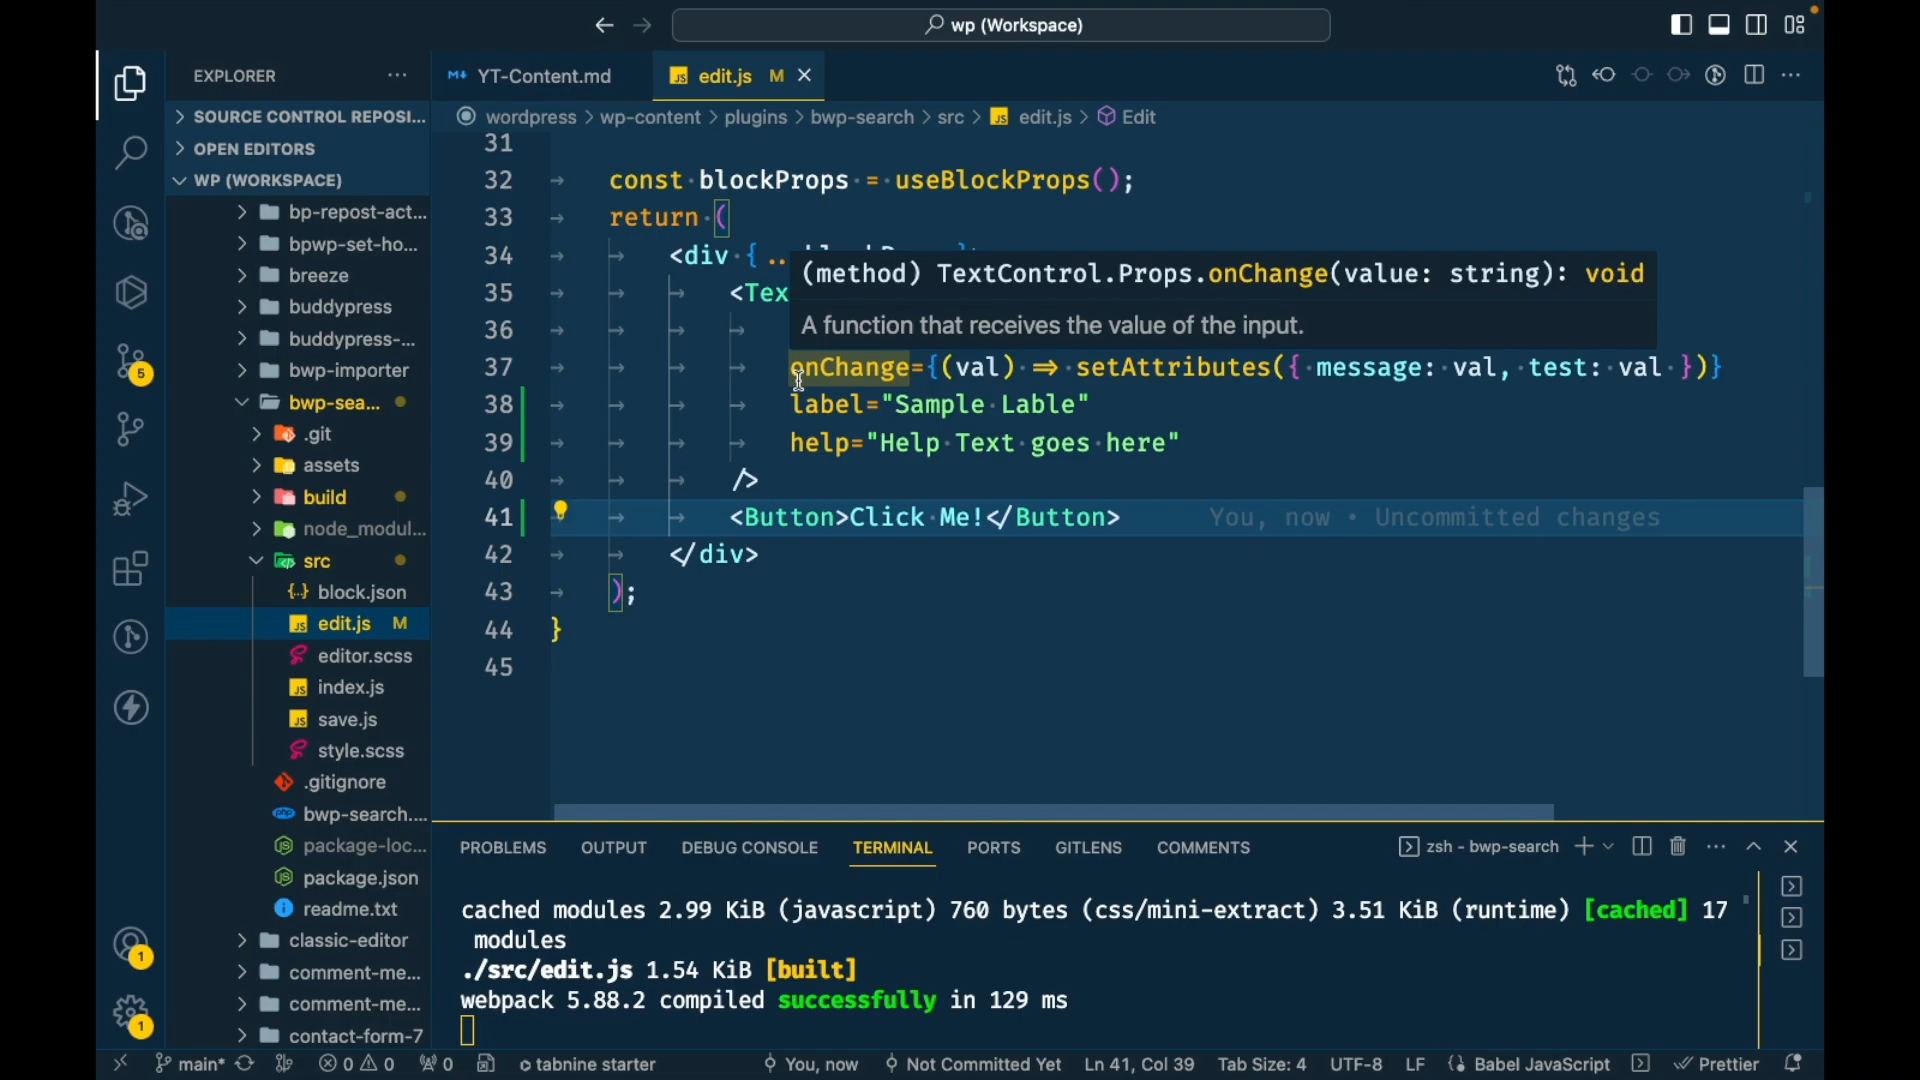 wp (Workspace)
EXPLORER
YT-Content.md
edit.js M
SOURCE CONTROL REPOSI...
wordpress > wp-content > plugins > bwp-search > src > edit.js > Edit
OPEN EDITORS
WP (WORKSPACE)
bp-repost-act...
bpwp-set-ho...
breeze
buddypress
buddypress-...
bwp-importer
bwp-sea...
.git
assets
build
node_modul...
src
block.json
edit.js M
editor.scss
index.js
save.js
style.scss
.gitignore
bwp-search....
package-loc...
package.json
readme.txt
classic-editor
comment-me...
comment-me...
contact-form-7
5
1
1
31
32 const blockProps = useBlockProps();
33 return (
34 <div { ..
(method) TextControl.Props.onChange(value: string): void
35 <Tex
A function that receives the value of the input.
36
37 onChange={(val) => setAttributes({ message: val, test: val })}
38 label="Sample Lable"
39 help="Help Text goes here"
40 />
41 <Button>Click Me!</Button> You, now • Uncommitted changes
42 </div>
43 );
44 }
45
PROBLEMS OUTPUT DEBUG CONSOLE TERMINAL PORTS GITLENS COMMENTS
zsh - bwp-search
cached modules 2.99 KiB (javascript) 760 bytes (css/mini-extract) 3.51 KiB (runtime) [cached] 17
modules
./src/edit.js 1.54 KiB [built]
webpack 5.88.2 compiled successfully in 129 ms
main* 0 0 0 tabnine starter You, now Not Committed Yet Ln 41, Col 39 Tab Size: 4 UTF-8 LF Babel JavaScript Prettier